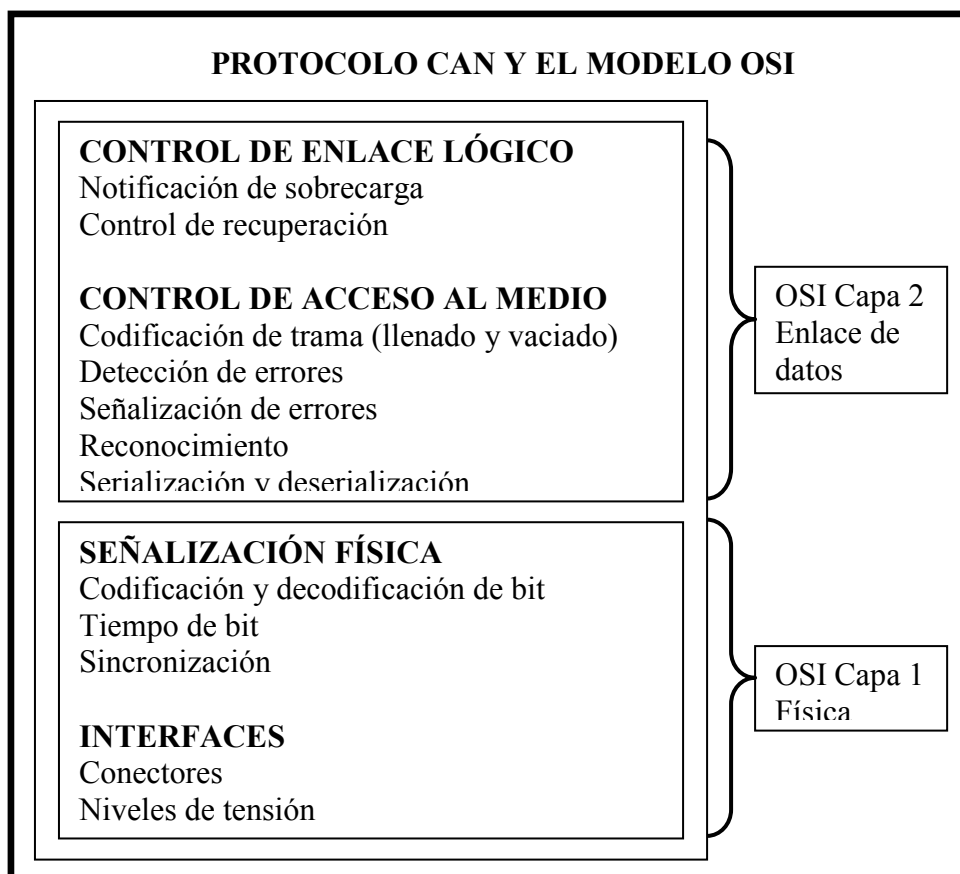 PROTOCOLO CAN Y EL MODELO OSI
CONTROL DE ENLACE LÓGICO
Notificación de sobrecarga
Control de recuperación
CONTROL DE ACCESO AL MEDIO
Codificación de trama (llenado y vaciado)
Detección de errores
Señalización de errores
Reconocimiento
Serialización y deserialización
OSI Capa 2
Enlace de
datos
SEÑALIZACIÓN FÍSICA
Codificación y decodificación de bit
Tiempo de bit
Sincronización
INTERFACES
Conectores
Niveles de tensión
OSI Capa 1
Física